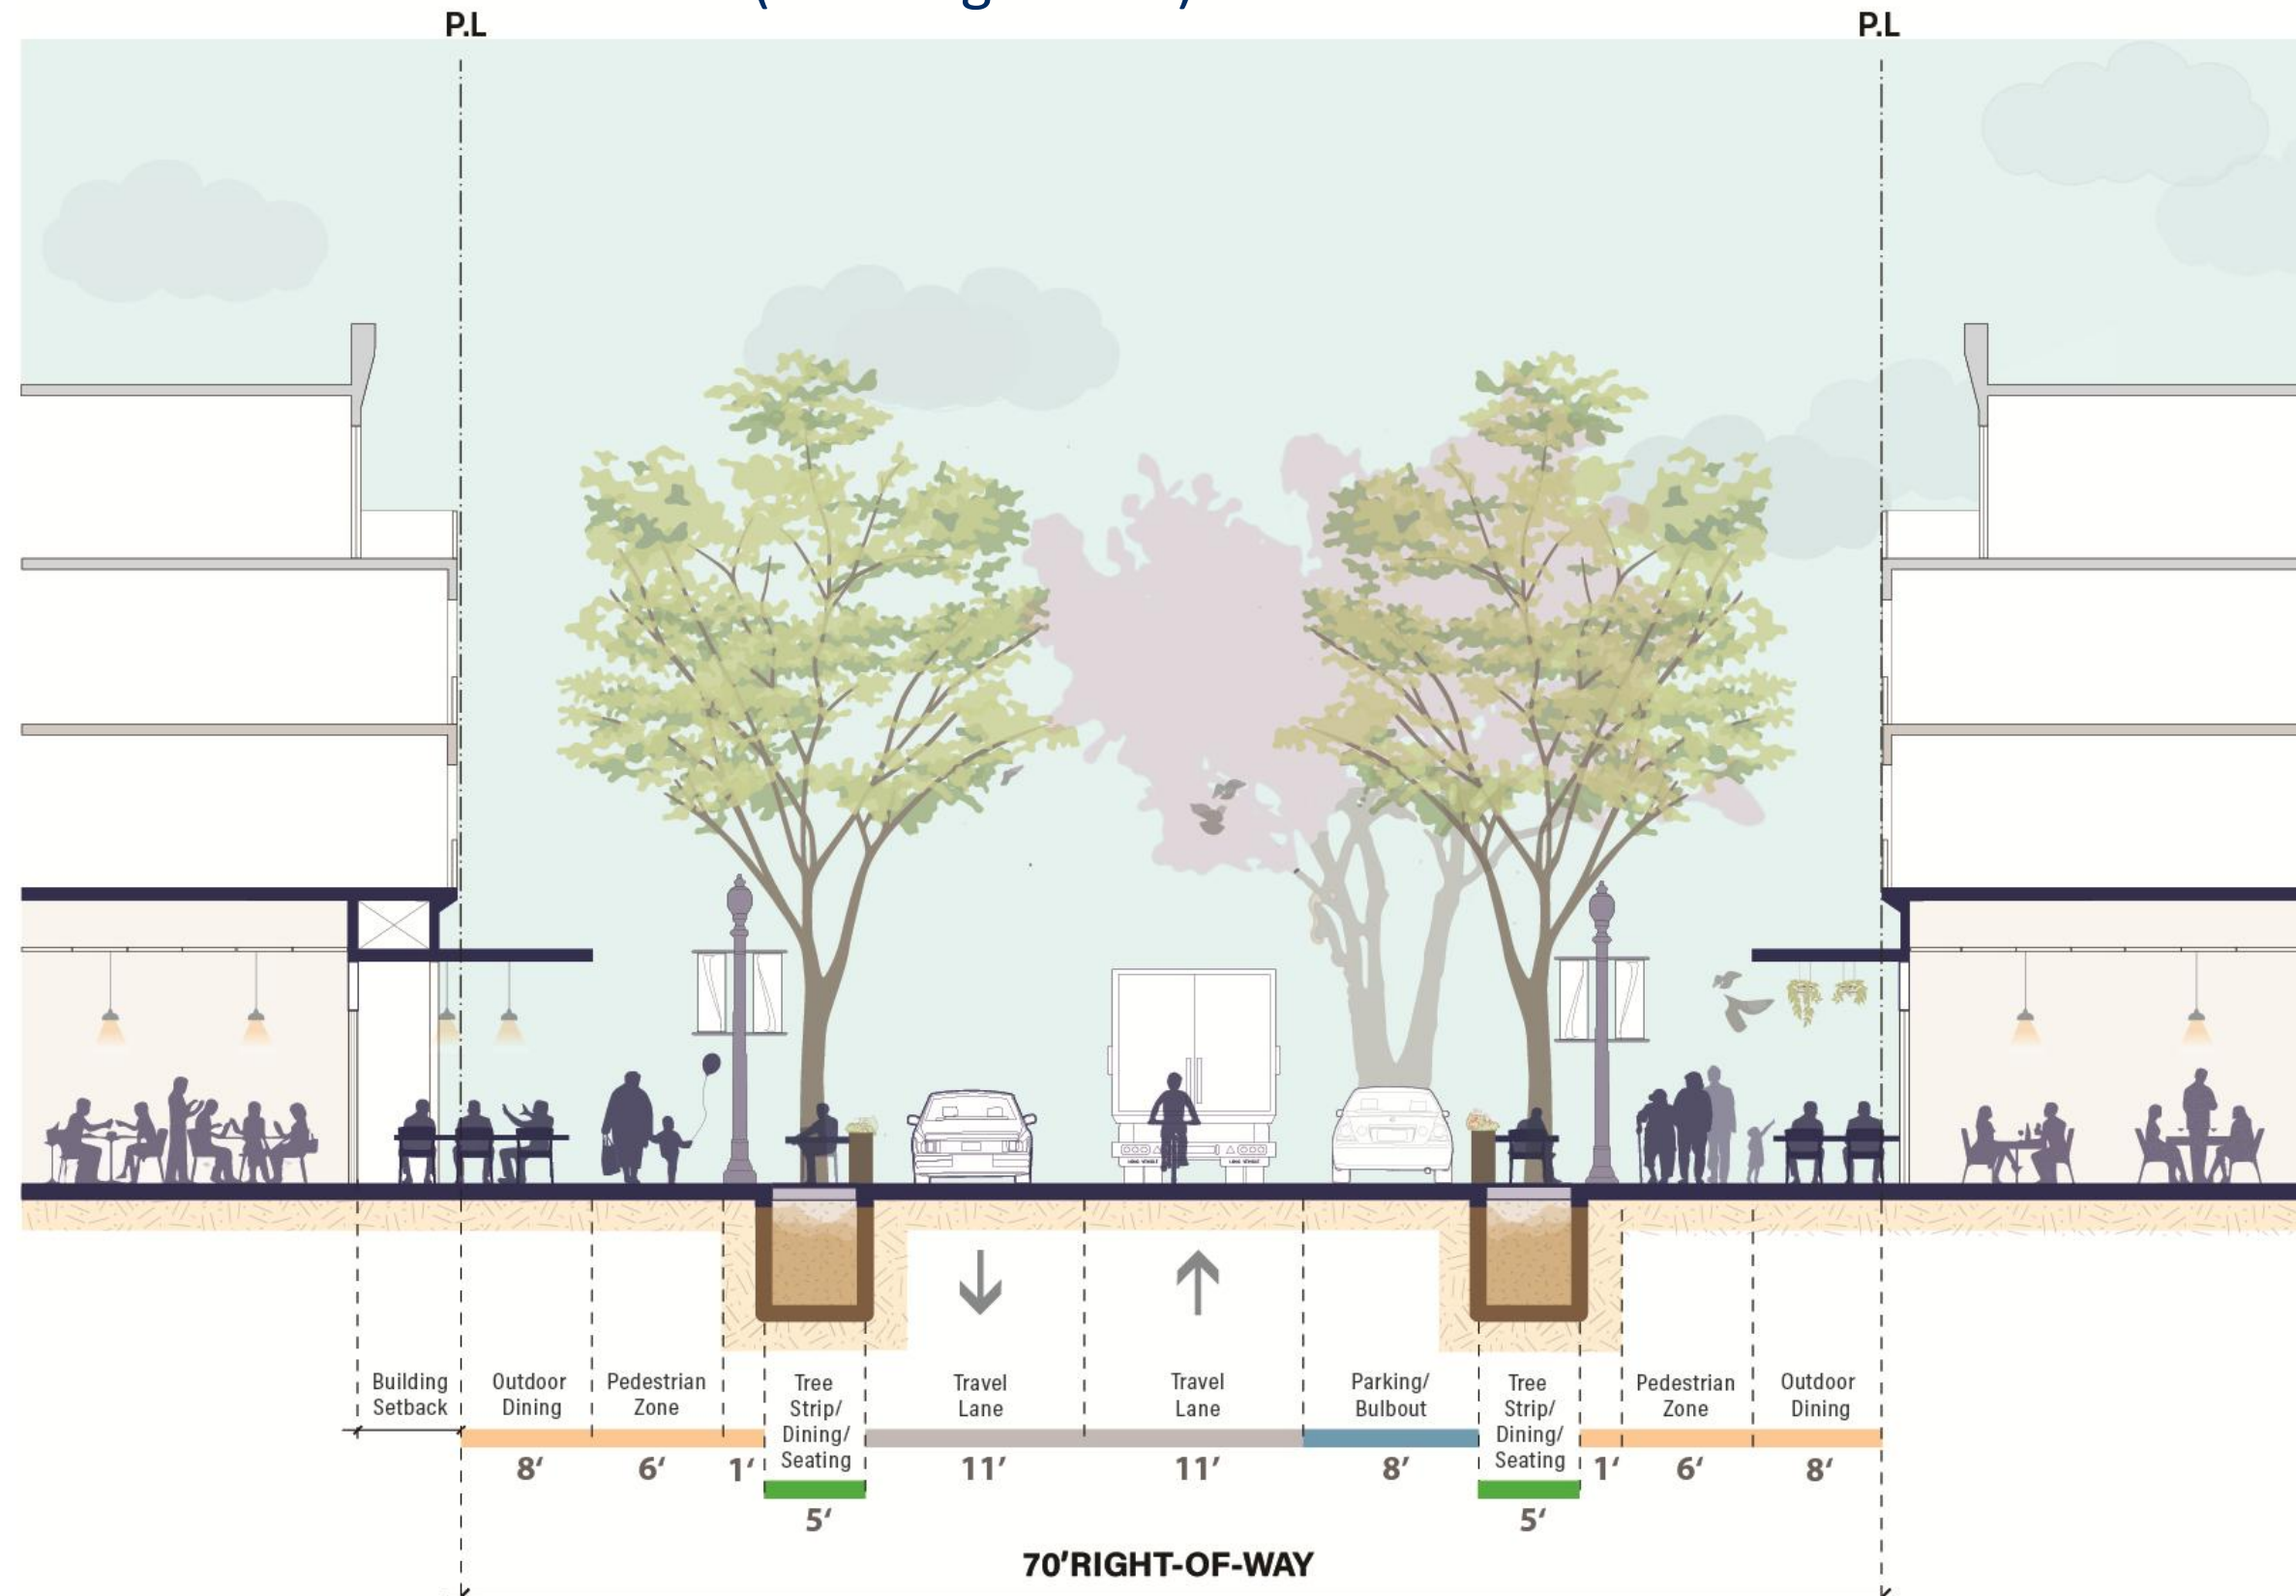 P.L
P.L
Building
Setback
Outdoor
Dining
Pedestrian
Zone
Tree
Strip/
Dining/
Seating
Travel
Lane
Travel
Lane
Parking/
Bulbout
Tree
Strip/
Dining/
Seating
Pedestrian
Zone
Outdoor
Dining
8‘
6‘
1‘
5‘
11’
11’
8’
5‘
1‘
6‘
8‘
70’RIGHT-OF-WAY